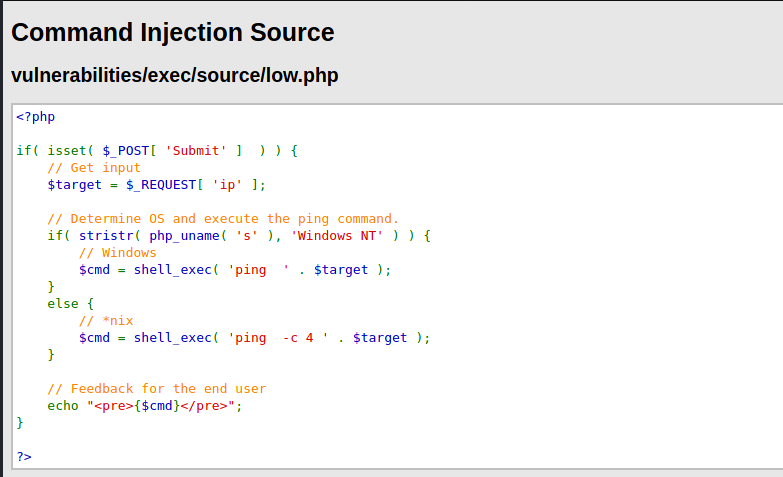 Command Injection Source
vulnerabilities/exec/source/low.php
<?php
if( isset( $_POST[ 'Submit' ]  ) ) {
    // Get input
    $target = $_REQUEST[ 'ip' ];
    // Determine OS and execute the ping command.
    if( stristr( php_uname( 's' ), 'Windows NT' ) ) {
        // Windows
        $cmd = shell_exec( 'ping  ' . $target );
    }
    else {
        // *nix
        $cmd = shell_exec( 'ping  -c 4 ' . $target );
    }
    // Feedback for the end user
    echo "<pre>{$cmd}</pre>";
}
?>